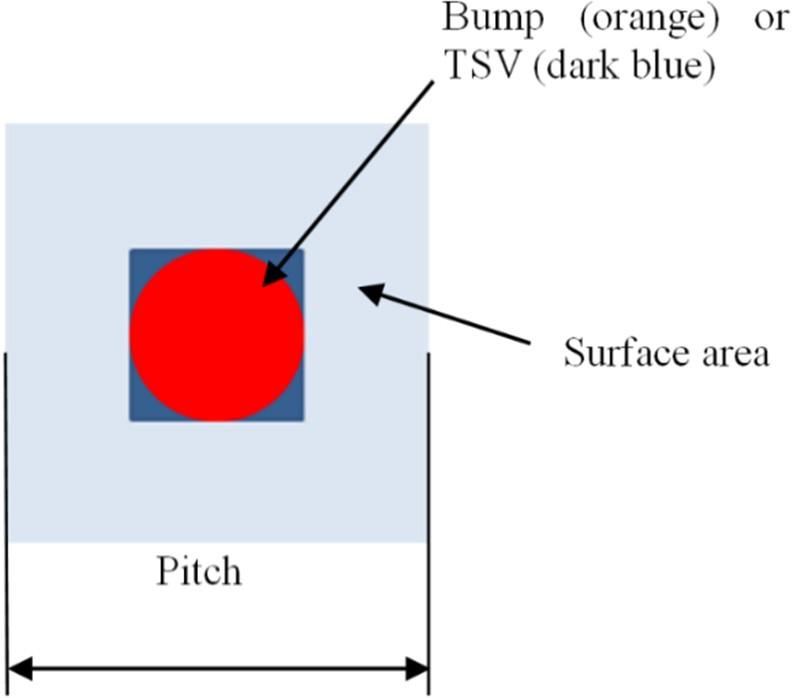 Bump (orange) or
TSV (dark blue)
Surface area
Pitch